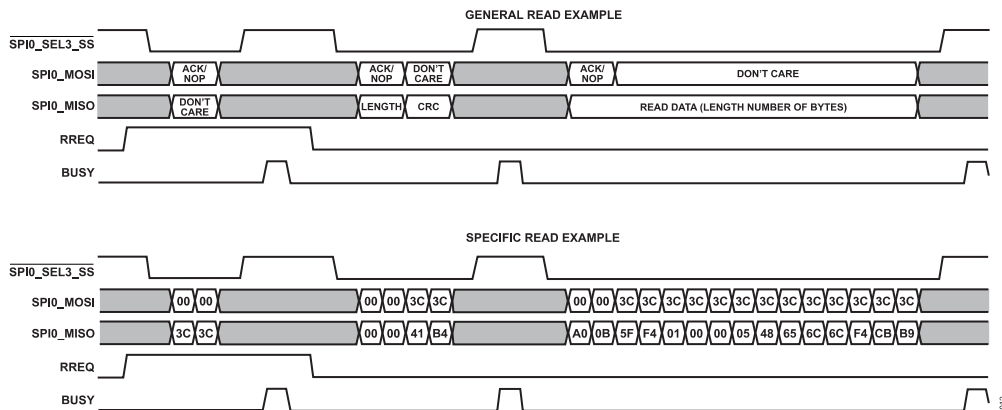 GENERAL READ EXAMPLE
SPI0_SEL3_SS
SPI0_MOSI ACK/NOP ACK/NOP DON'T CARE ACK/NOP DON'T CARE
SPI0_MISO DON'T CARE LENGTH CRC READ DATA (LENGTH NUMBER OF BYTES)
RREQ
BUSY
SPECIFIC READ EXAMPLE
SPI0_SEL3_SS
SPI0_MOSI 00 00 00 00 3C 3C 00 00 3C 3C 3C 3C 3C 3C 3C 3C 3C 3C 3C 3C
SPI0_MISO 3C 3C 00 00 41 B4 A0 0B 5F F4 01 00 00 05 48 65 6C 6C F4 CB B9
RREQ
BUSY